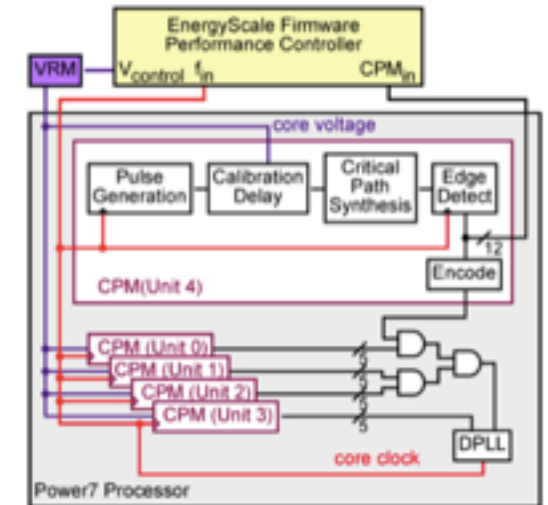 EnergyScale Firmware
Performance Controller
VRM
Vcontrol fin CPMin
core voltage
Pulse Generation
Calibration Delay
Critical Path Synthesis
Edge Detect
12
Encode
CPM(Unit 4)
CPM (Unit 0)
CPM (Unit 1)
CPM (Unit 2)
CPM (Unit 3)
5
DPLL
core clock
Power7 Processor